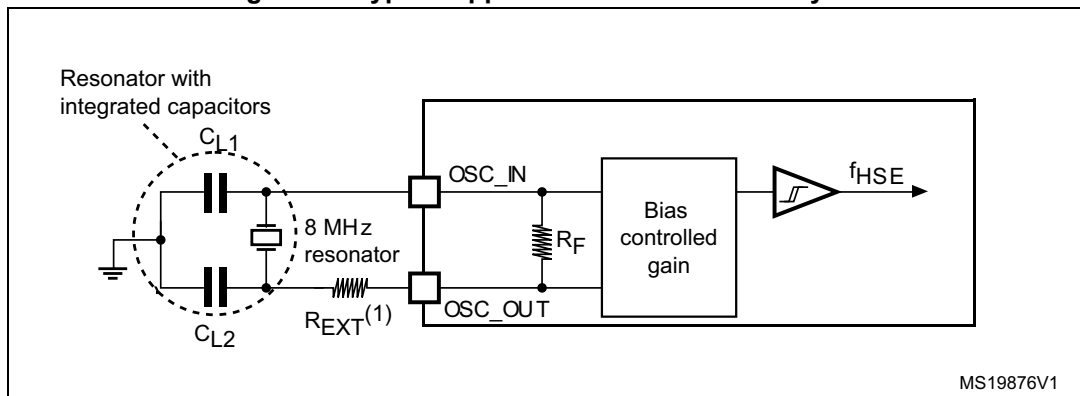 Resonator with
integrated capacitors
CL1
OSC_IN
fHSE
8 MHz
resonator
RF
Bias
controlled
gain
REXT(1)
OSC_OUT
CL2
MS19876V1